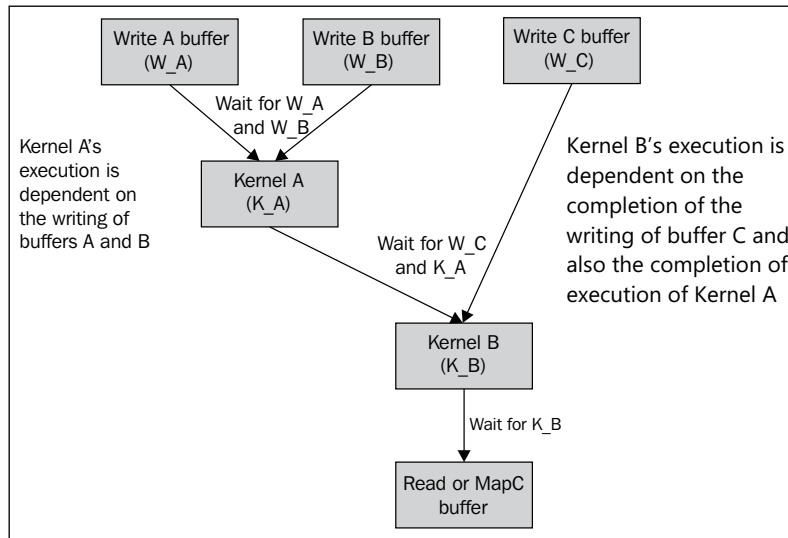 Write A buffer
(W_A)
Write B buffer
(W_B)
Write C buffer
(W_C)
Wait for W_A
and W_B
Kernel A's
execution is
dependent on
the writing of
buffers A and B
Kernel A
(K_A)
Kernel B's execution is
dependent on the
completion of the
writing of buffer C and
also the completion of
execution of Kernel A
Wait for W_C
and K_A
Kernel B
(K_B)
Wait for K_B
Read or MapC
buffer